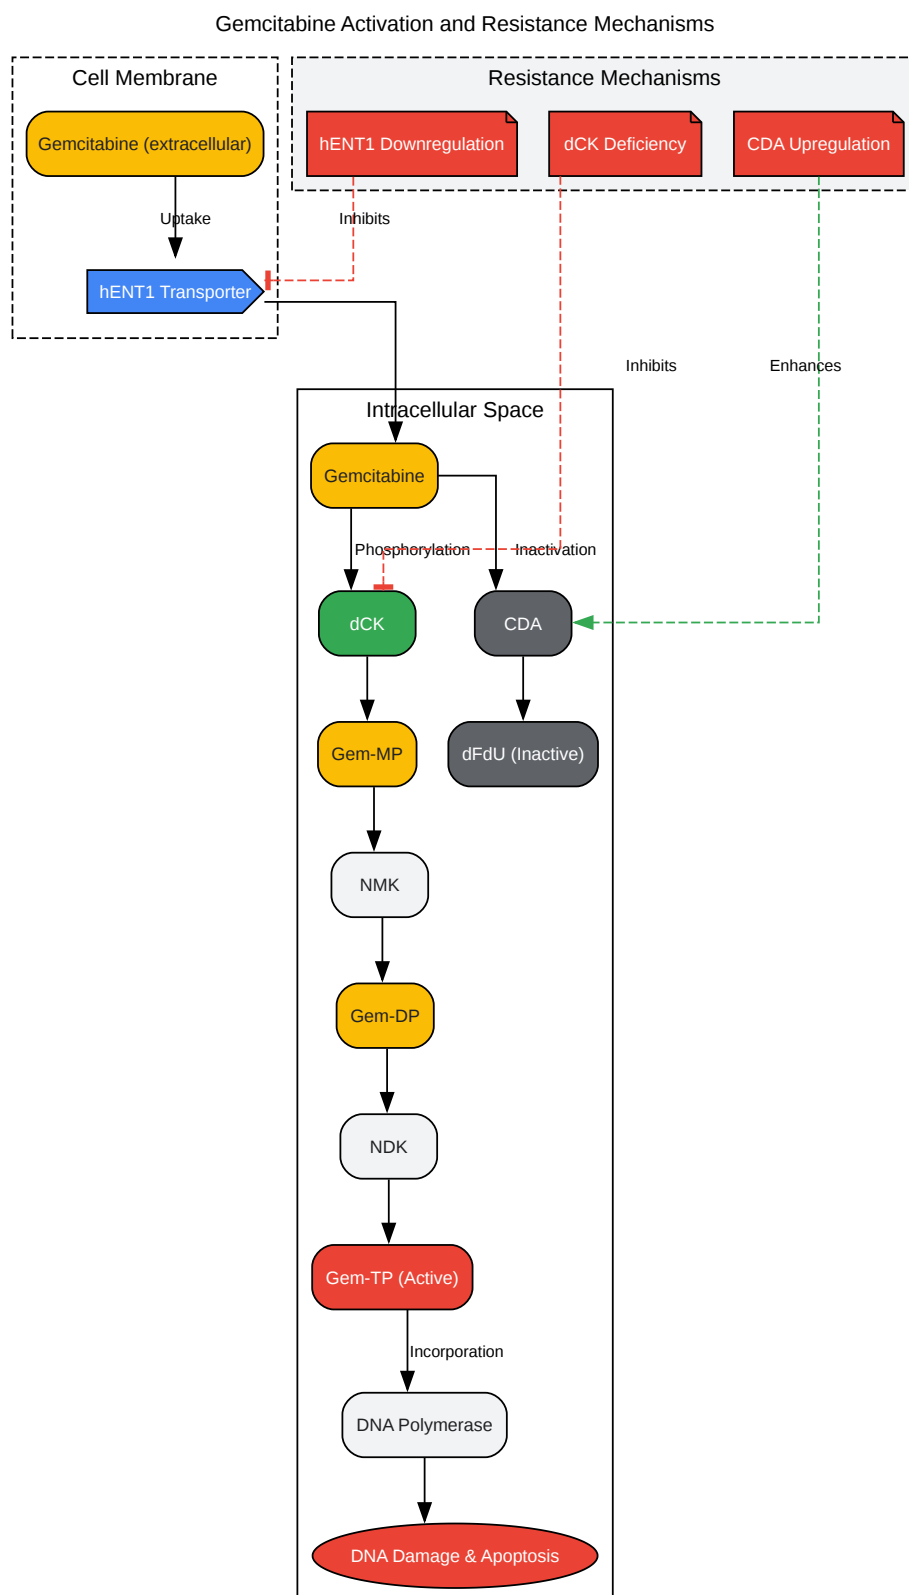 Gemcitabine Activation and Resistance Mechanisms
Cell Membrane
Resistance Mechanisms
Gemcitabine (extracellular)
hENT1 Downregulation
dCK Deficiency
CDA Upregulation
Uptake
Inhibits
hENT1 Transporter
Inhibits
Enhances
Intracellular Space
Gemcitabine
Phosphorylation
Inactivation
dCK
CDA
Gem-MP
dFdU (Inactive)
NMK
Gem-DP
NDK
Gem-TP (Active)
Incorporation
DNA Polymerase
DNA Damage & Apoptosis